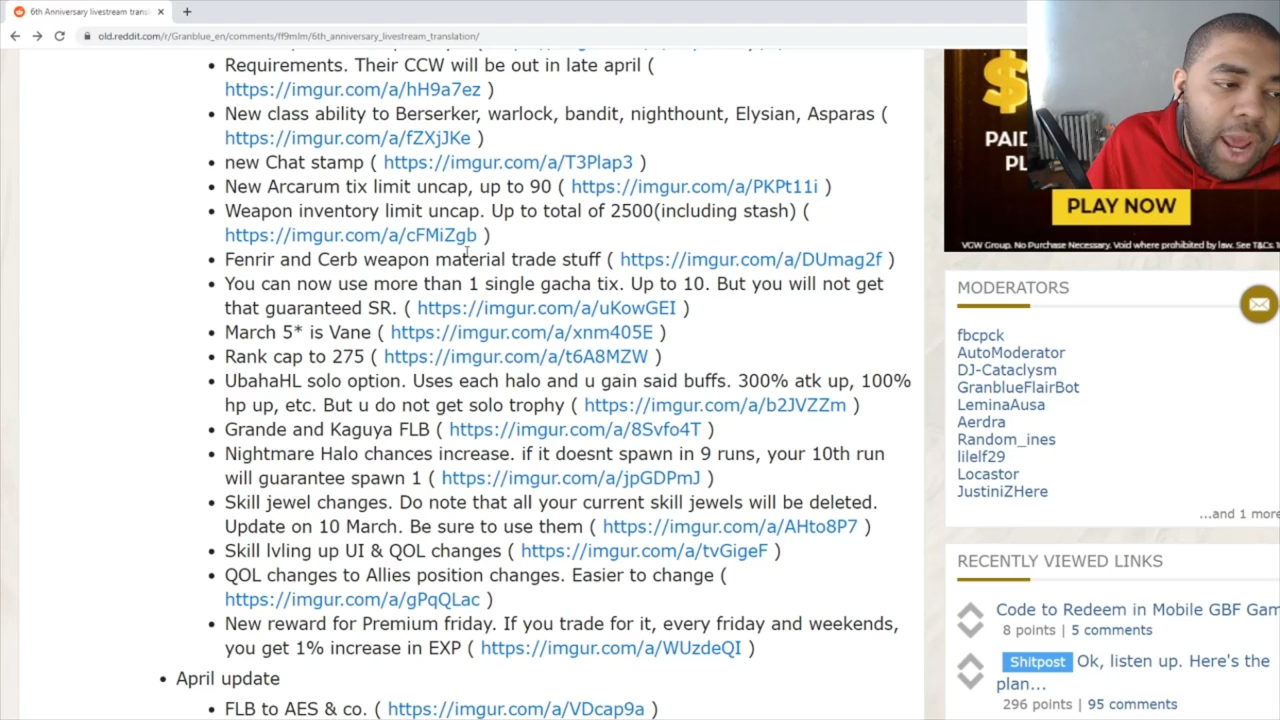 6th Anniversary livestream trans
old.reddit.com/r/Granblue_en/comments/ff9mlm/6th_anniversary_livestream_translation/
Requirements. Their CCW will be out in late april (
https://imgur.com/a/hH9a7ez )
New class ability to Berserker, warlock, bandit, nighthount, Elysian, Asparas (
https://imgur.com/a/fZXjJKe )
new Chat stamp ( https://imgur.com/a/T3Plap3 )
New Arcarum tix limit uncap, up to 90 ( https://imgur.com/a/PKPt11i )
Weapon inventory limit uncap. Up to total of 2500(including stash) (
https://imgur.com/a/cFMiZgb )
Fenrir and Cerb weapon material trade stuff ( https://imgur.com/a/DUmag2f )
You can now use more than 1 single gacha tix. Up to 10. But you will not get
that guaranteed SR. ( https://imgur.com/a/uKowGEI )
March 5* is Vane ( https://imgur.com/a/xnm405E )
Rank cap to 275 ( https://imgur.com/a/t6A8MZW )
UbahaHL solo option. Uses each halo and u gain said buffs. 300% atk up, 100%
hp up, etc. But u do not get solo trophy ( https://imgur.com/a/b2JVZZm )
Grande and Kaguya FLB ( https://imgur.com/a/8Svfo4T )
Nightmare Halo chances increase. if it doesnt spawn in 9 runs, your 10th run
will guarantee spawn 1 ( https://imgur.com/a/jpGDPmJ )
Skill jewel changes. Do note that all your current skill jewels will be deleted.
Update on 10 March. Be sure to use them ( https://imgur.com/a/AHto8P7 )
Skill lvling up UI & QOL changes ( https://imgur.com/a/tvGigeF )
QOL changes to Allies position changes. Easier to change (
https://imgur.com/a/gPqQLac )
New reward for Premium friday. If you trade for it, every friday and weekends,
you get 1% increase in EXP ( https://imgur.com/a/WUzdeQI )
April update
FLB to AES & co. ( https://imgur.com/a/VDcap9a )
PAID
PL
PLAY NOW
VGW Group. No Purchase Necessary. Void where prohibited by law. See T&Cs.
MODERATORS
fbcpck
AutoModerator
DJ-Cataclysm
GranblueFlairBot
LeminaAusa
Aerdra
Random_ines
lilelf29
Locastor
JustiniZHere
...and 1 more
RECENTLY VIEWED LINKS
Code to Redeem in Mobile GBF Gam
8 points | 5 comments
Shitpost Ok, listen up. Here's the
plan...
296 points | 95 comments